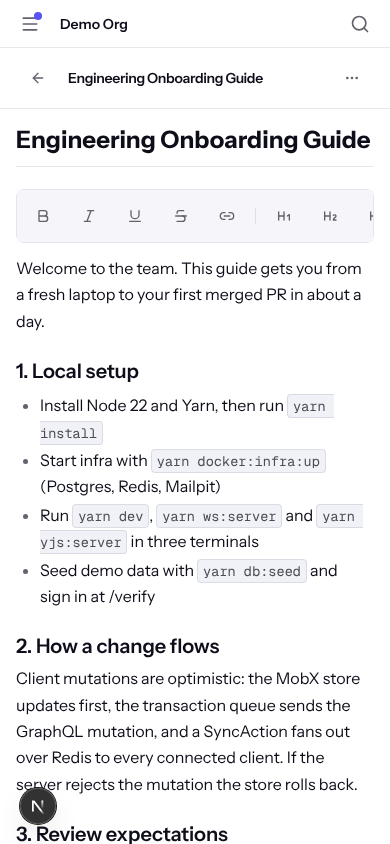 Demo Org
Engineering Onboarding Guide
Engineering Onboarding Guide
B I U S H1 H2
Welcome to the team. This guide gets you from
a fresh laptop to your first merged PR in about a
day.
1. Local setup
Install Node 22 and Yarn, then run yarn
install
Start infra with yarn docker:infra:up
(Postgres, Redis, Mailpit)
Run yarn dev, yarn ws:server and yarn
yjs:server in three terminals
Seed demo data with yarn db:seed and
sign in at /verify
2. How a change flows
Client mutations are optimistic: the MobX store
updates first, the transaction queue sends the
GraphQL mutation, and a SyncAction fans out
over Redis to every connected client. If the
server rejects the mutation the store rolls back.
N
3. Review expectations